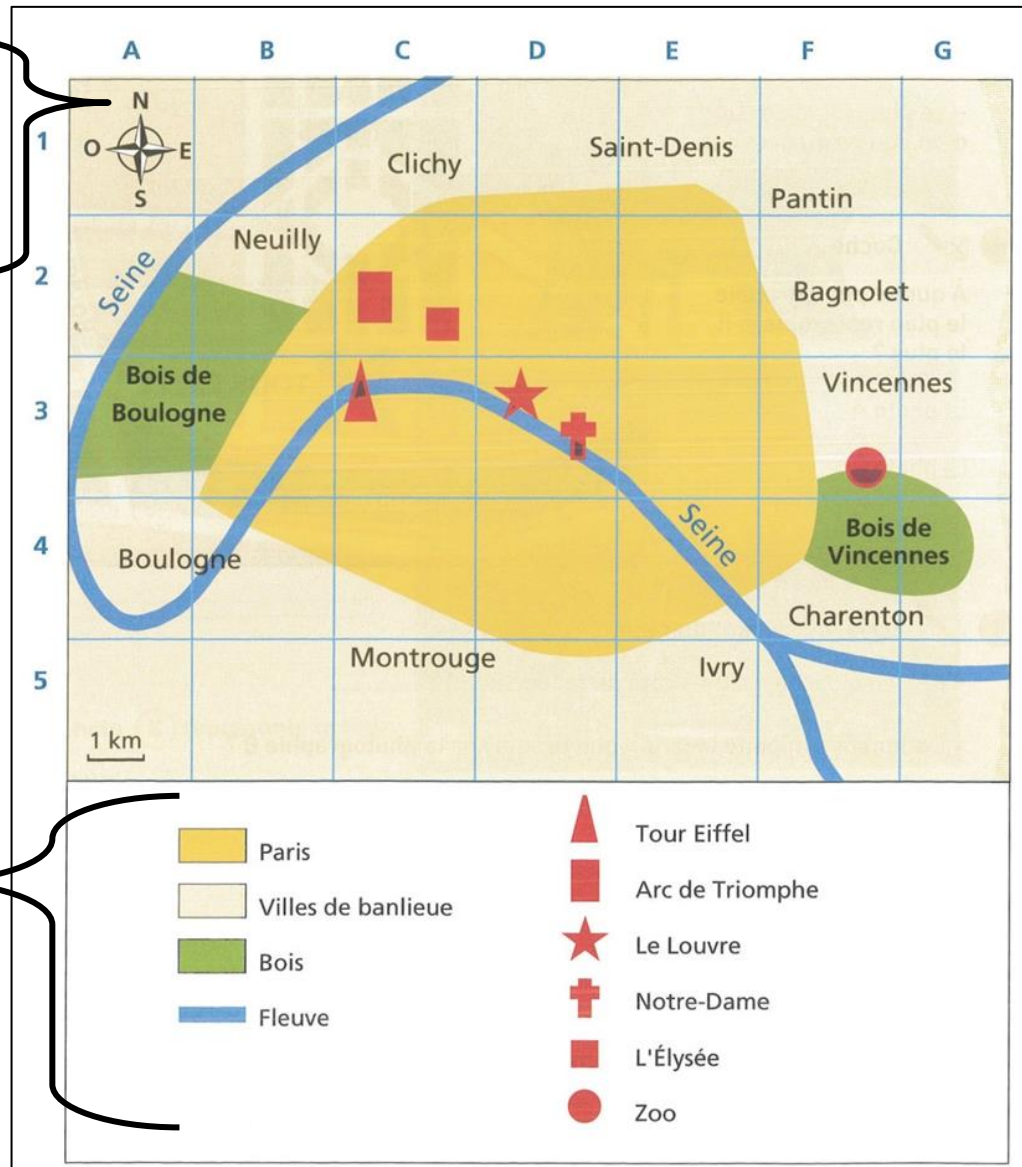 A B C D E F G
N
1
O E
S
Clichy
Saint-Denis
Pantin
Neuilly
2
Seine
Bagnolet
Bois de
Boulogne
Vincennes
3
4
Boulogne
Seine
Bois de
Vincennes
Charenton
Montrouge
Ivry
5
1 km
Paris
Villes de banlieue
Bois
Fleuve
Tour Eiffel
Arc de Triomphe
Le Louvre
Notre-Dame
L'Élysée
Zoo